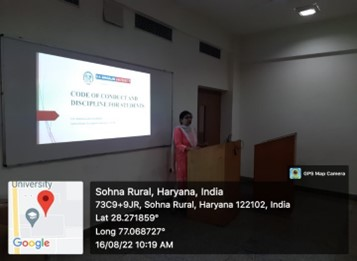 CODE OF CONDUCT AND
DISCIPLINE FOR STUDENTS
GPS Map Camera
University
Google
Sohna Rural, Haryana, India
73C9+9JR, Sohna Rural, Haryana 122102, India
Lat 28.271859°
Long 77.068727°
16/08/22 10:19 AM